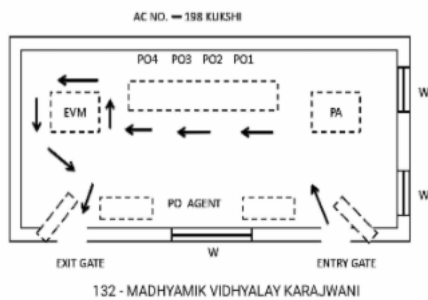 AC NO. — 198 KUKSHI
PO4 PO3 PO2 PO1
EVM
PA
W
W
PO AGENT
W
EXIT GATE
ENTRY GATE
132 - MADHYAMIK VIDHYALAY KARAJWANI